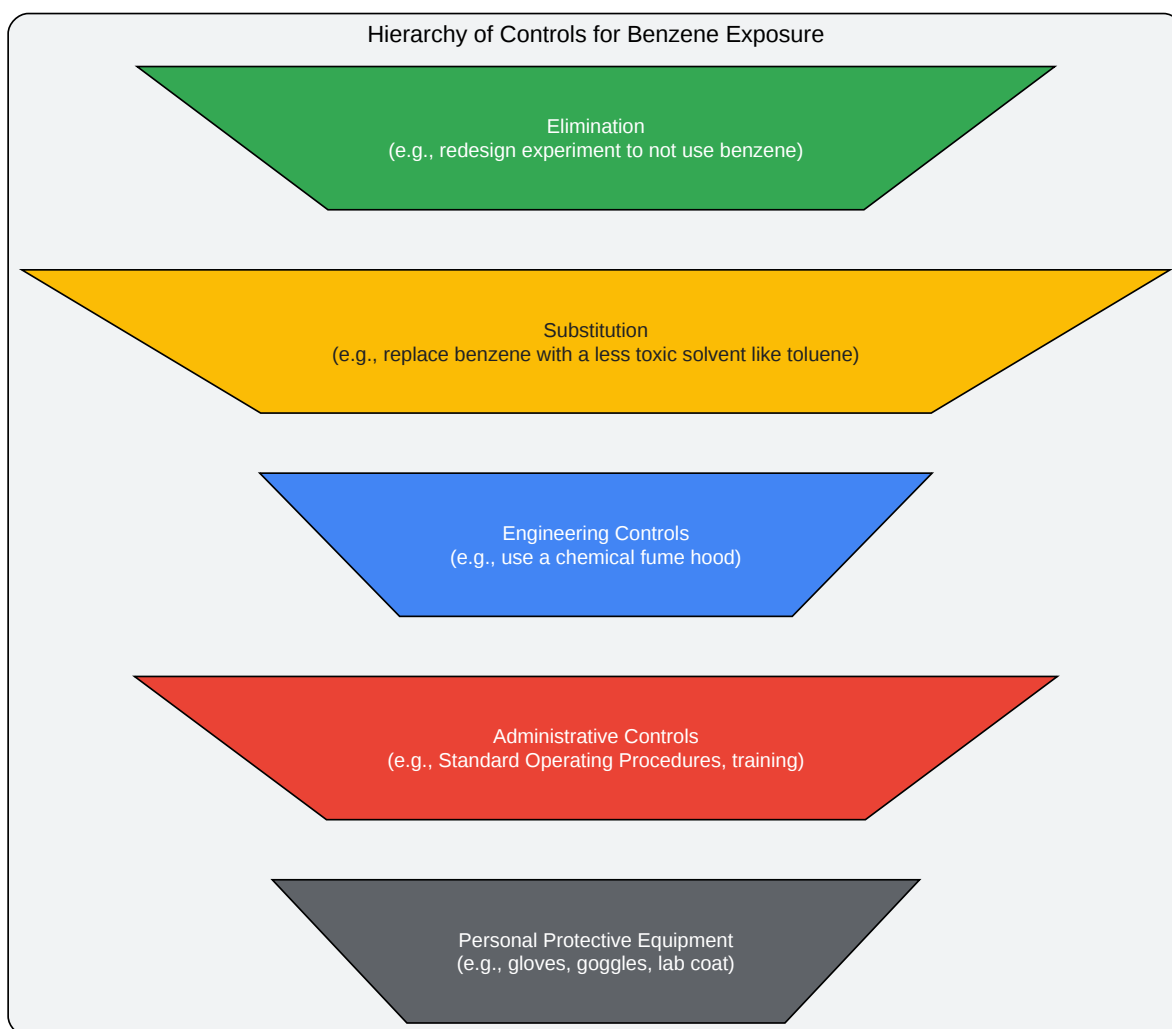 Hierarchy of Controls for Benzene Exposure
Elimination
(e.g., redesign experiment to not use benzene)
Substitution
(e.g., replace benzene with a less toxic solvent like toluene)
Engineering Controls
(e.g., use a chemical fume hood)
Administrative Controls
(e.g., Standard Operating Procedures, training)
Personal Protective Equipment
(e.g., gloves, goggles, lab coat)